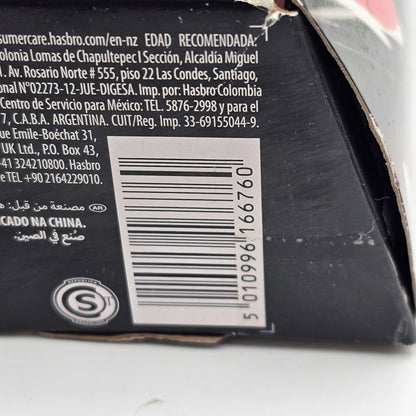 sumercare.hasbro.com/en-nz EDAD RECOMENDADA:
olonia Lomas de Chapultepec I Sección, Alcaldía Miguel
l. Av. Rosario Norte # 555, piso 22 Las Condes, Santiago,
onal N°02273-12-JUE-DIGESA. Imp. por: Hasbro Colombia
Centro de Servicio para México: TEL. 5876-2998 y para el
7, C.A.B.A. ARGENTINA. CUIT/Reg. Imp. 33-69155044-9.
ue Emile-Boéchat 31,
UK Ltd., P.O. Box 43,
41 324210800. Hasbro
e TEL +90 2164229010.
AR مصنعة من قبل: ه
CADO NA CHINA.
صُنع في الصين.
S
5 010996 166760